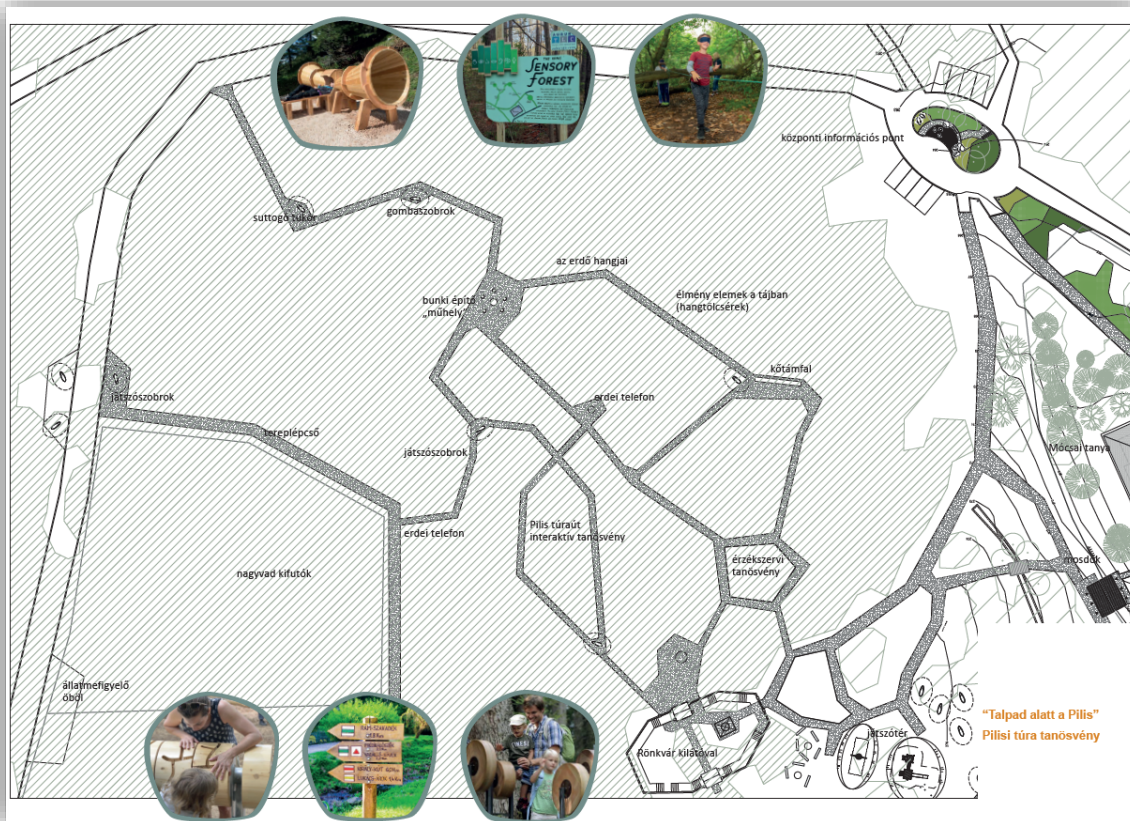 SENSORY
FOREST
központi információs pont
suttogó tükör
gombaszobrok
az erdő hangjai
bunki építő
„műhely”
élmény elemek a tájban
(hangtölcsérek)
kőtámfal
játszószobrok
erdei telefon
tereplépcső
játszószobrok
Mócsai tanya
erdei telefon
Pilis túraút
interaktív tanösvény
érzékszervi
tanösvény
mosdók
nagyvad kifutók
állatmefigyelő
öböl
Rönkvár kilátóval
játszótér
“Talpad alatt a Pilis”
Pilisi túra tanösvény